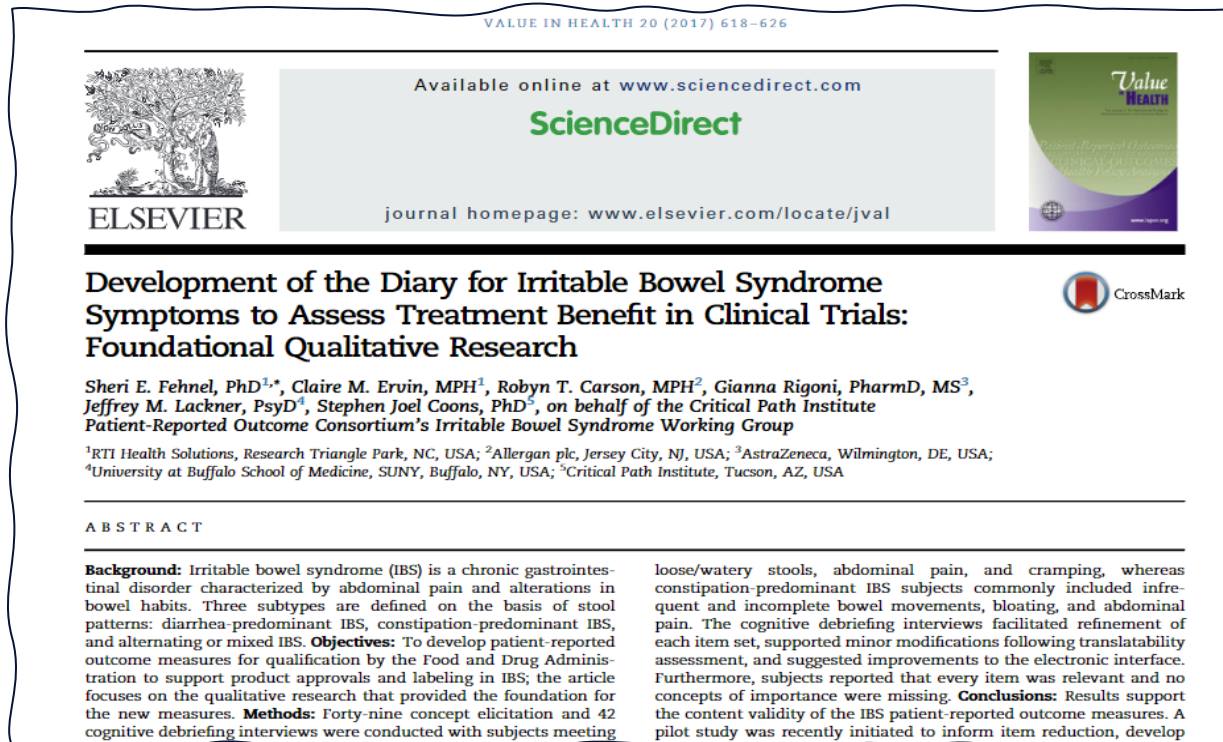 VALUE IN HEALTH 20 (2017) 618–626
Available online at www.sciencedirect.com
ScienceDirect
journal homepage: www.elsevier.com/locate/jval
ELSEVIER
Value
HEALTH
Patient-Reported Outcomes
CLINICAL OUTCOME
Health Policy Analyses
www.ispor.org
Development of the Diary for Irritable Bowel Syndrome
Symptoms to Assess Treatment Benefit in Clinical Trials:
Foundational Qualitative Research
CrossMark
Sheri E. Fehnel, PhD1,*, Claire M. Ervin, MPH1, Robyn T. Carson, MPH2, Gianna Rigoni, PharmD, MS3,
Jeffrey M. Lackner, PsyD4, Stephen Joel Coons, PhD5, on behalf of the Critical Path Institute
Patient-Reported Outcome Consortium's Irritable Bowel Syndrome Working Group
1RTI Health Solutions, Research Triangle Park, NC, USA; 2Allergan plc, Jersey City, NJ, USA; 3AstraZeneca, Wilmington, DE, USA;
4University at Buffalo School of Medicine, SUNY, Buffalo, NY, USA; 5Critical Path Institute, Tucson, AZ, USA
ABSTRACT
Background: Irritable bowel syndrome (IBS) is a chronic gastrointes-
tinal disorder characterized by abdominal pain and alterations in
bowel habits. Three subtypes are defined on the basis of stool
patterns: diarrhea-predominant IBS, constipation-predominant IBS,
and alternating or mixed IBS. Objectives: To develop patient-reported
outcome measures for qualification by the Food and Drug Adminis-
tration to support product approvals and labeling in IBS; the article
focuses on the qualitative research that provided the foundation for
the new measures. Methods: Forty-nine concept elicitation and 42
cognitive debriefing interviews were conducted with subjects meeting
loose/watery stools, abdominal pain, and cramping, whereas
constipation-predominant IBS subjects commonly included infre-
quent and incomplete bowel movements, bloating, and abdominal
pain. The cognitive debriefing interviews facilitated refinement of
each item set, supported minor modifications following translatability
assessment, and suggested improvements to the electronic interface.
Furthermore, subjects reported that every item was relevant and no
concepts of importance were missing. Conclusions: Results support
the content validity of the IBS patient-reported outcome measures. A
pilot study was recently initiated to inform item reduction, develop